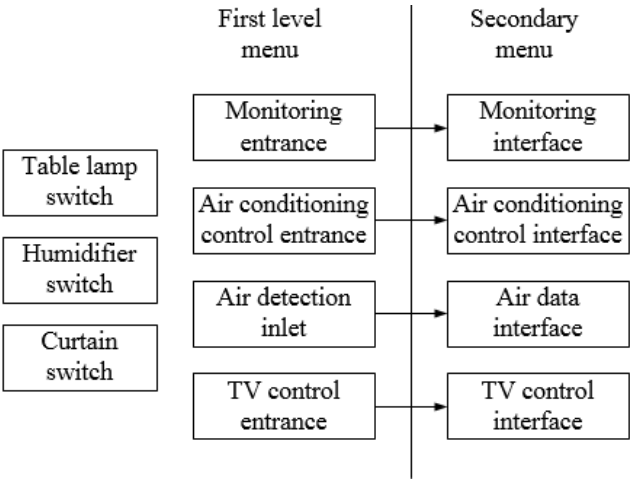 First level
menu
Secondary
menu
Table lamp
switch
Humidifier
switch
Curtain
switch
Monitoring
entrance
Air conditioning
control entrance
Air detection
inlet
TV control
entrance
Monitoring
interface
Air conditioning
control interface
Air data
interface
TV control
interface